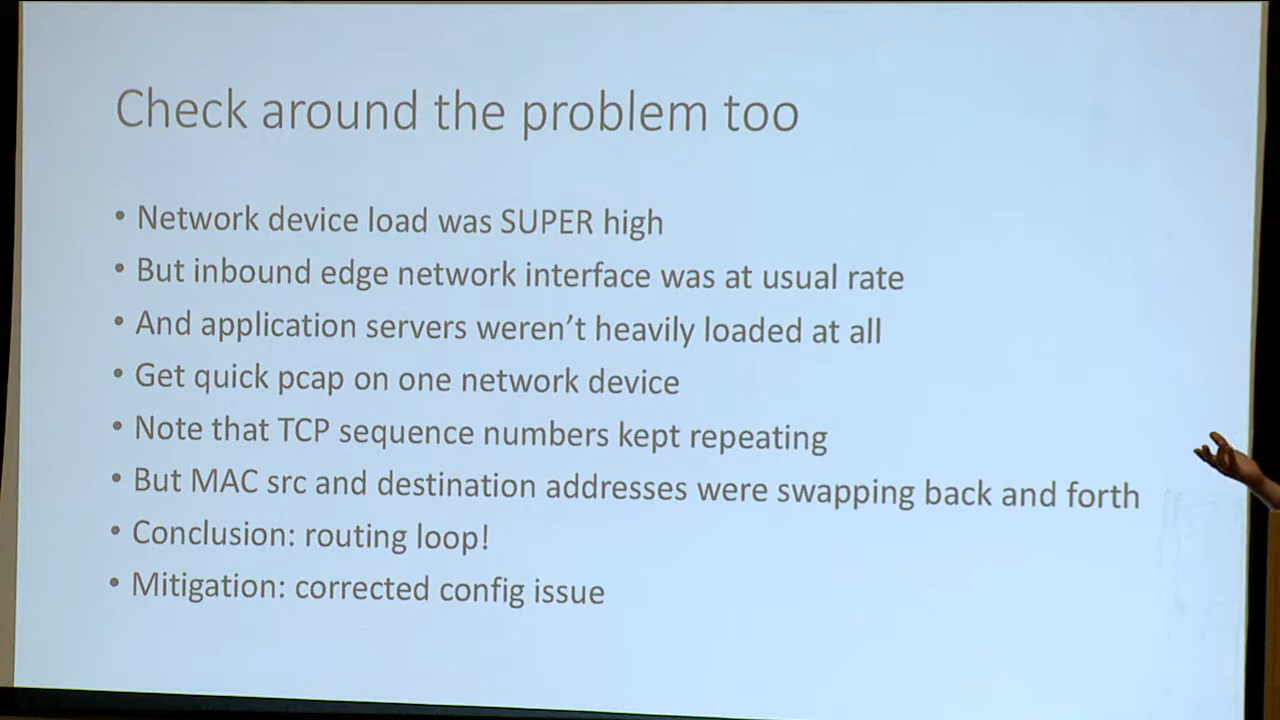 Check around the problem too
• Network device load was SUPER high
• But inbound edge network interface was at usual rate
• And application servers weren't heavily loaded at all
• Get quick pcap on one network device
• Note that TCP sequence numbers kept repeating
• But MAC src and destination addresses were swapping back and forth
• Conclusion: routing loop!
• Mitigation: corrected config issue